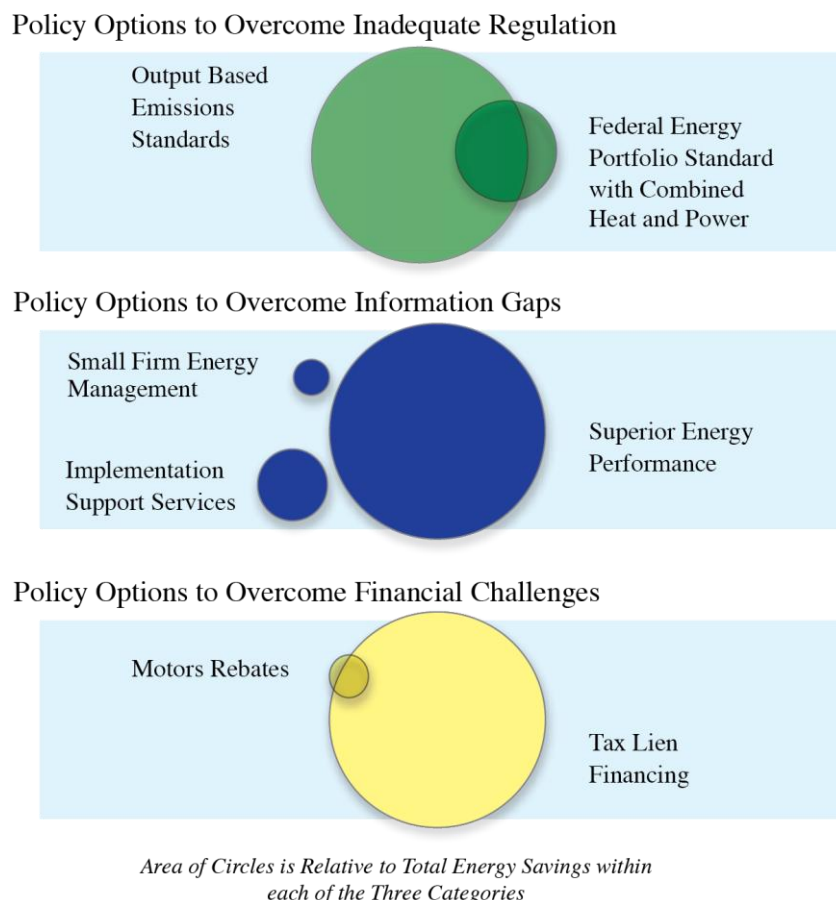 Policy Options to Overcome Inadequate Regulation
Output Based
Emissions
Standards
Federal Energy
Portfolio Standard
with Combined
Heat and Power
Policy Options to Overcome Information Gaps
Small Firm Energy
Management
Implementation
Support Services
Superior Energy
Performance
Policy Options to Overcome Financial Challenges
Motors Rebates
Tax Lien
Financing
Area of Circles is Relative to Total Energy Savings within
each of the Three Categories